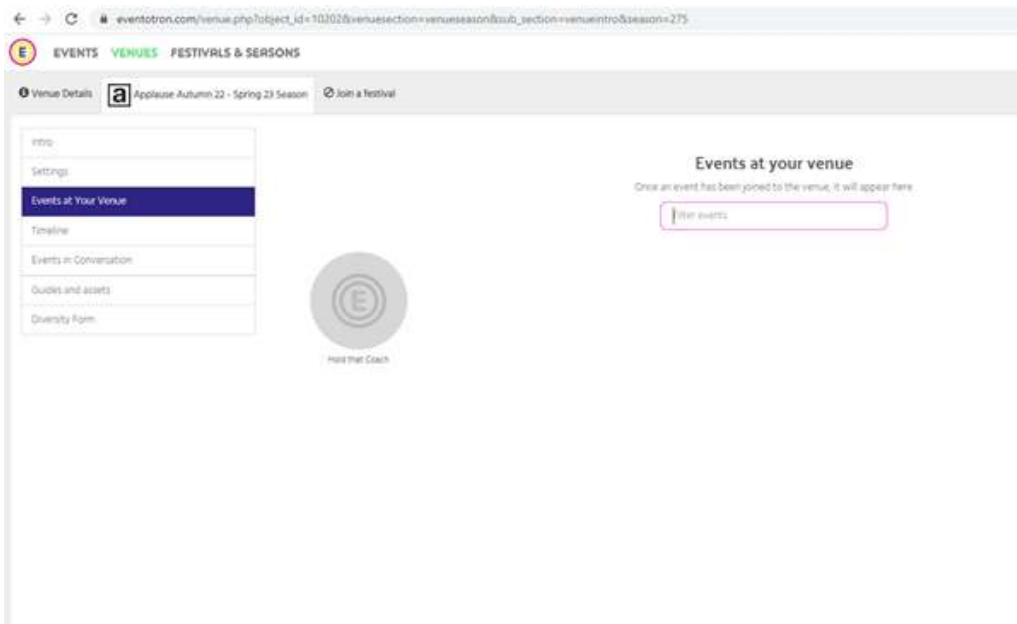 eventotron.com/venue.php?object_id=10202&venuesection=venueseason&sub_section=venueintro&season=275
E EVENTS VENUES FESTIVALS & SEASONS
Venue Details a Applause Autumn 22 - Spring 23 Season Join a festival
Intro
Settings
Events at Your Venue
Timeline
Events in Conversation
Guides and assets
Diversity Form
Events at your venue
Once an event has been joined to the venue, it will appear here
Filter events
E
Hold that Coach